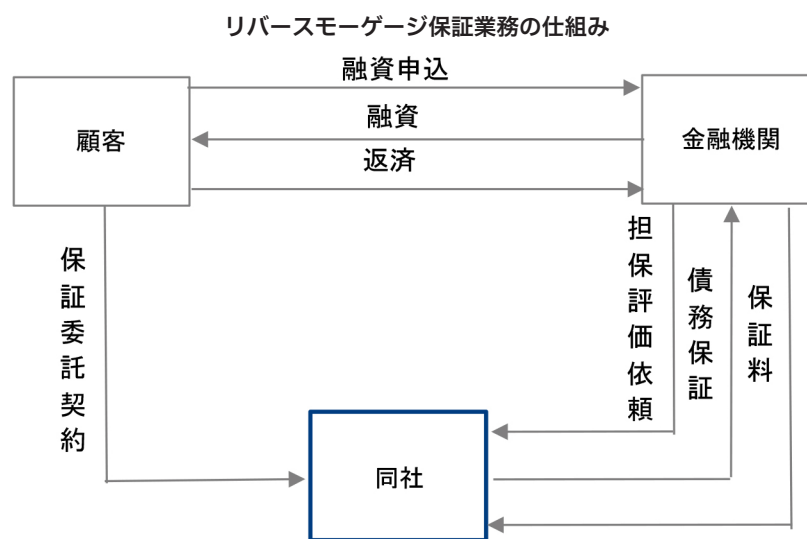 リバースモーゲージ保証業務の仕組み
融資申込
顧客
融資
金融機関
返済
保証委託契約
担保評価依頼
債務保証
保証料
同社